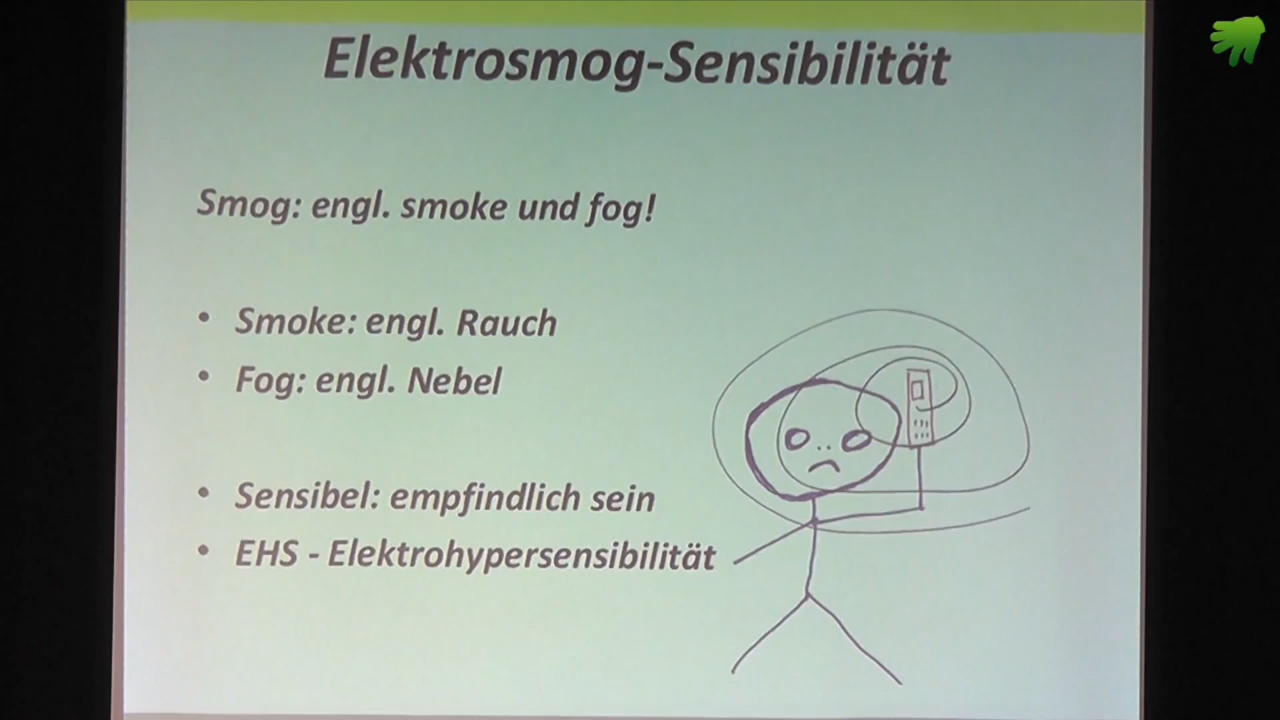 Elektrosmog-Sensibilität
Smog: engl. smoke und fog!
• Smoke: engl. Rauch
• Fog: engl. Nebel
• Sensibel: empfindlich sein
• EHS - Elektrohypersensibilität